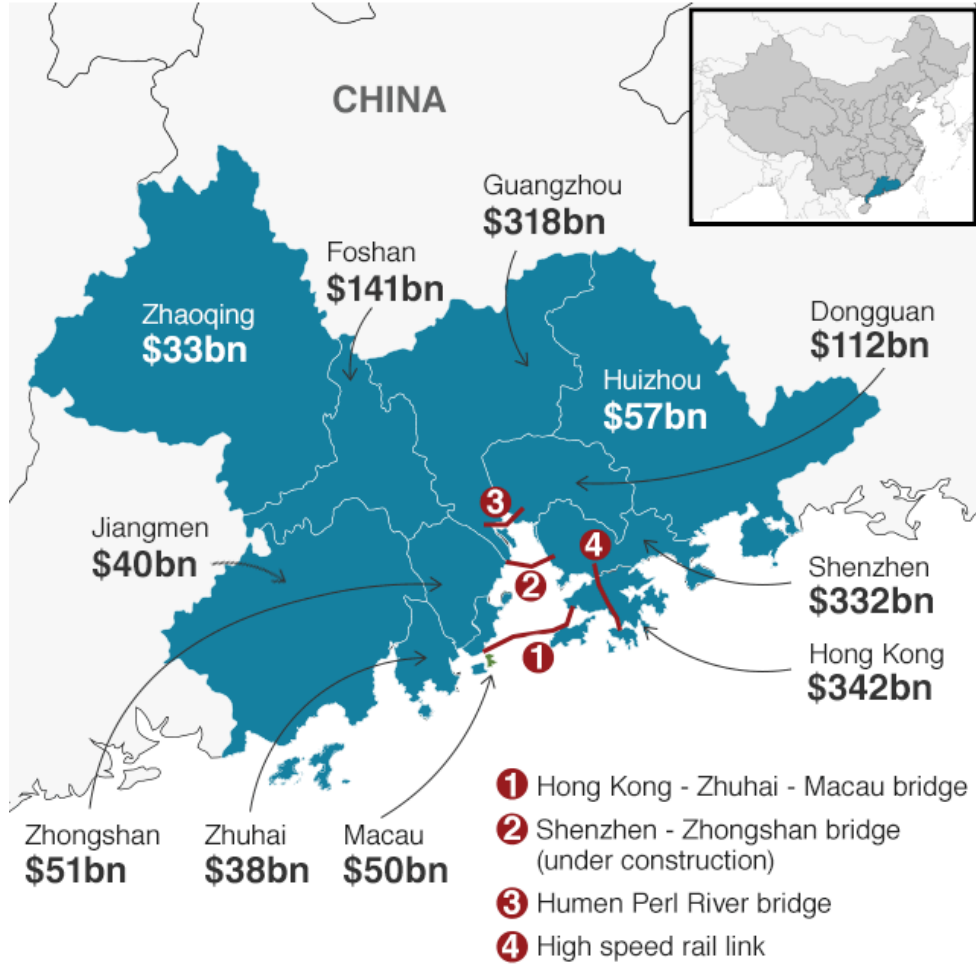 CHINA
Guangzhou
$318bn
Foshan
$141bn
Zhaoqing
$33bn
Dongguan
$112bn
Huizhou
$57bn
3
Jiangmen
$40bn
4
2
Shenzhen
$332bn
1
Hong Kong
$342bn
Zhongshan
$51bn
Zhuhai
$38bn
Macau
$50bn
1 Hong Kong - Zhuhai - Macau bridge
2 Shenzhen - Zhongshan bridge
(under construction)
3 Humen Perl River bridge
4 High speed rail link